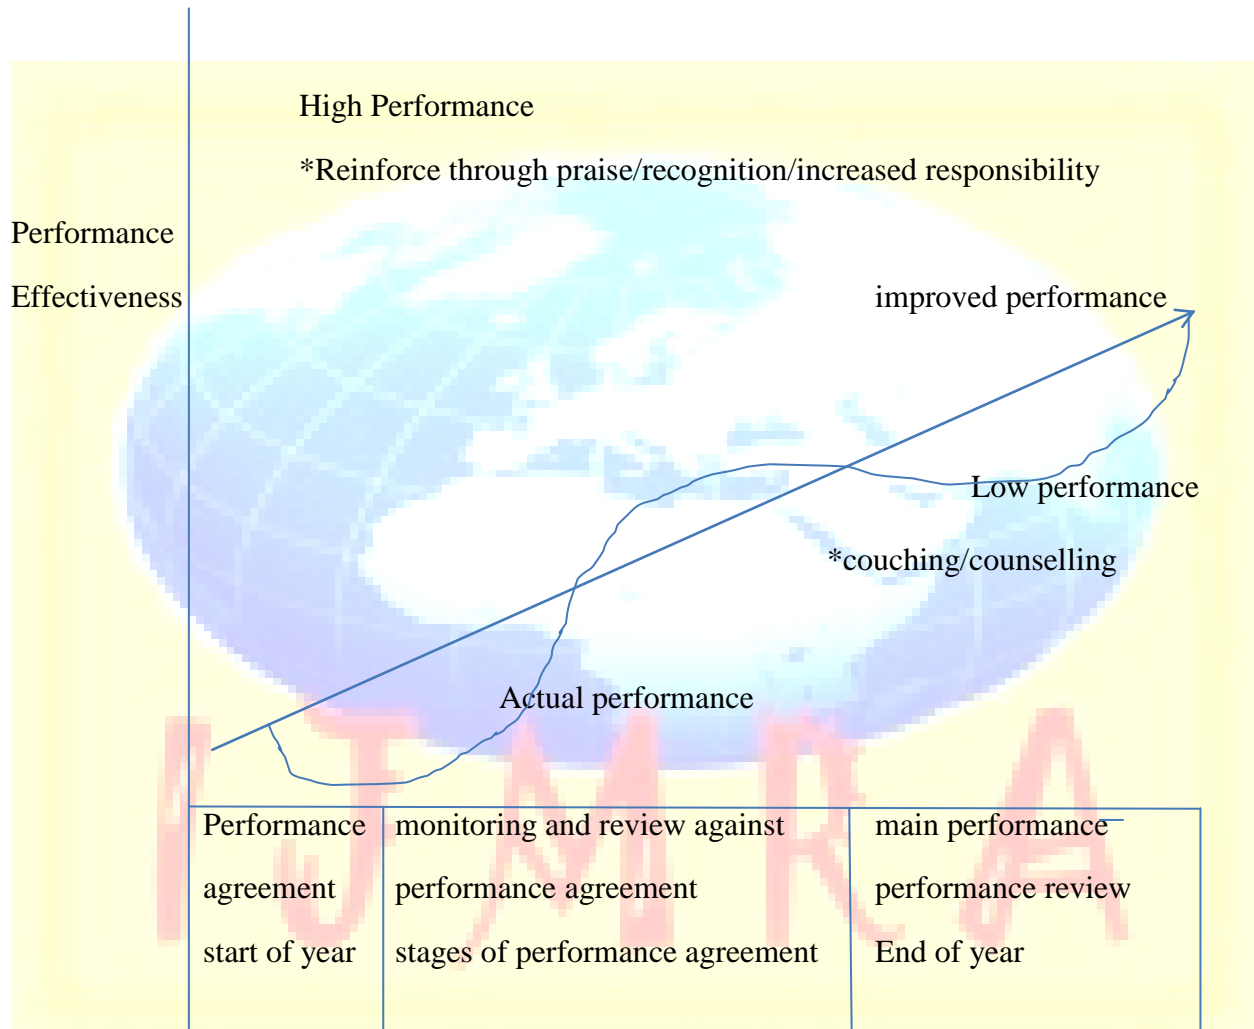 High Performance
*Reinforce through praise/recognition/increased responsibility
Performance
Effectiveness
improved performance
Low performance
*couching/counselling
Actual performance
Performance
agreement
start of year
monitoring and review against
performance agreement
stages of performance agreement
main performance
performance review
End of year
IJMRA